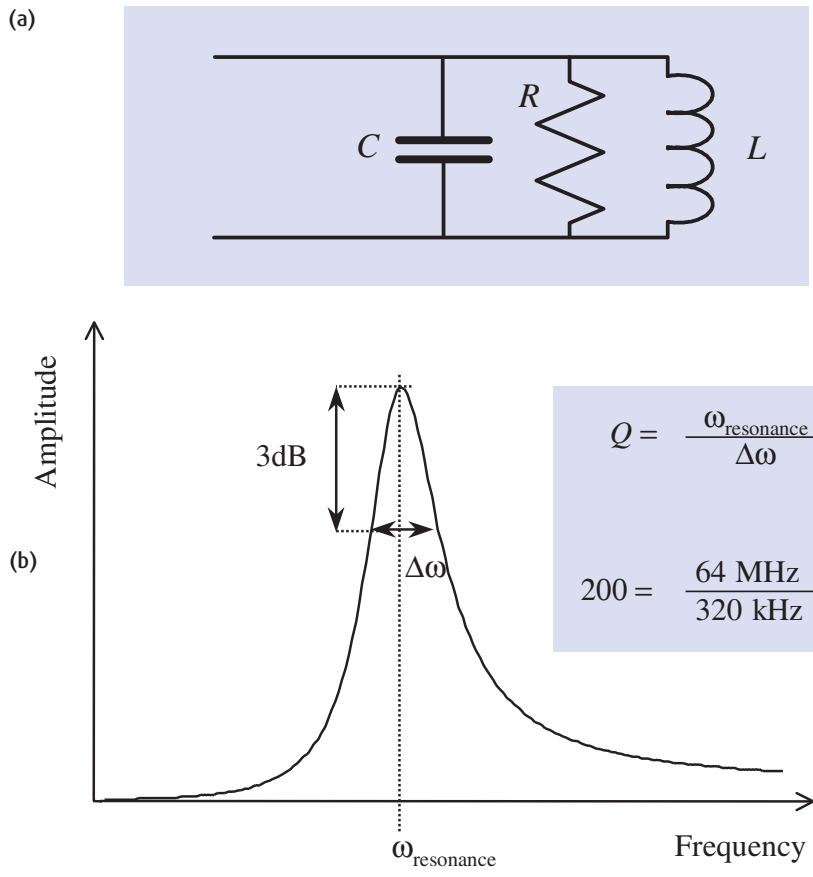 (a)
R
C
L
Amplitude
3dB
Q = ω_resonance / Δω
(b)
Δω
200 = 64 MHz / 320 kHz
ω_resonance
Frequency